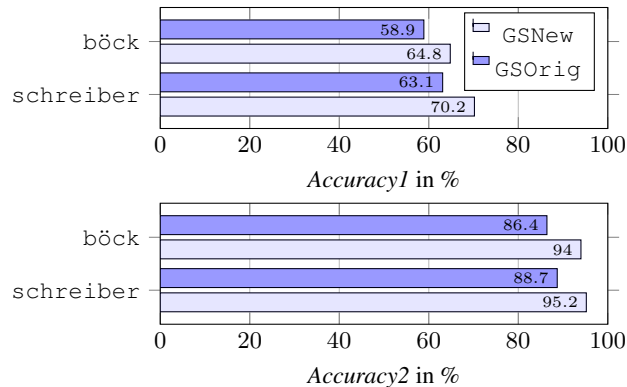 böck
58.9
64.8
schreiber
63.1
70.2
GSNew
GSOrig
0 20 40 60 80 100
Accuracy1 in %
böck
86.4
94
schreiber
88.7
95.2
0 20 40 60 80 100
Accuracy2 in %